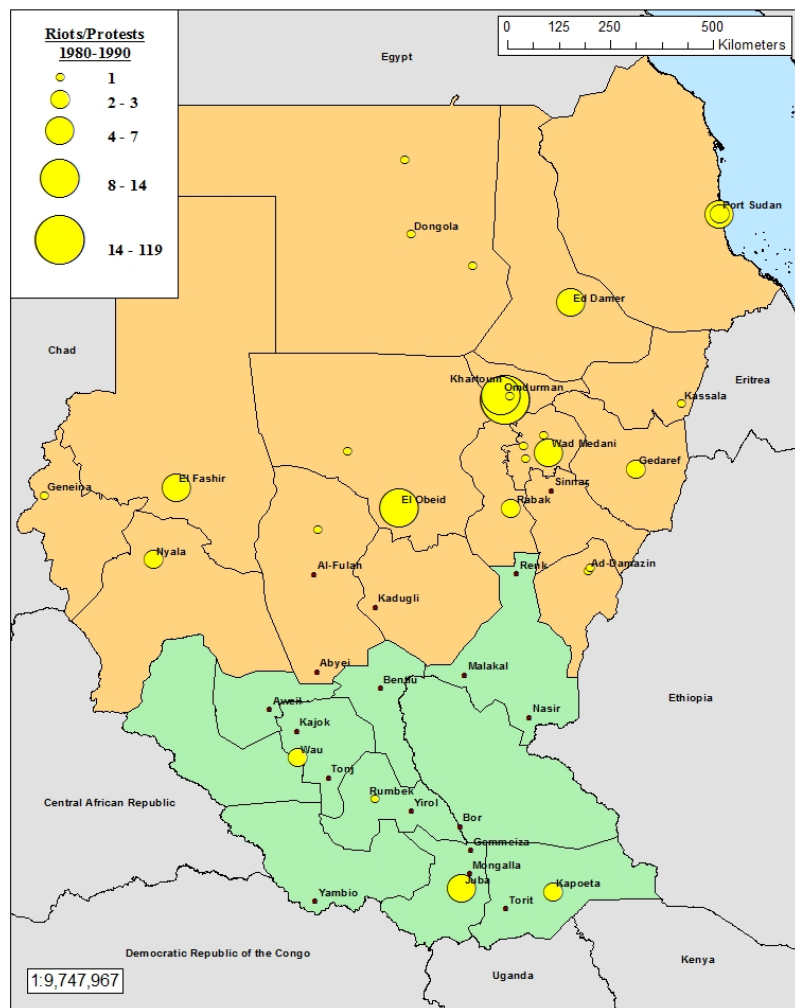 Riots/Protests
1980-1990
1
2 - 3
4 - 7
8 - 14
14 - 119
0 125 250 500
Kilometers
Egypt
Port Sudan
Dongola
Ed Damer
Chad
Khartoum
Omdurman
Eritrea
Kassala
Wad Medani
Gedaref
El Fashir
Geneina
Sinnar
El Obeid
Rabak
Nyala
Ad-Damazin
Al-Fulah
Renk
Kadugli
Abyei
Malakal
Bentiu
Ethiopia
Aweil
Nasir
Kajok
Wau
Tonj
Rumbek
Central African Republic
Yirol
Bor
Gemmeiza
Mongalla
Juba
Kapoeta
Yambio
Torit
Democratic Republic of the Congo
Kenya
Uganda
1:9,747,967